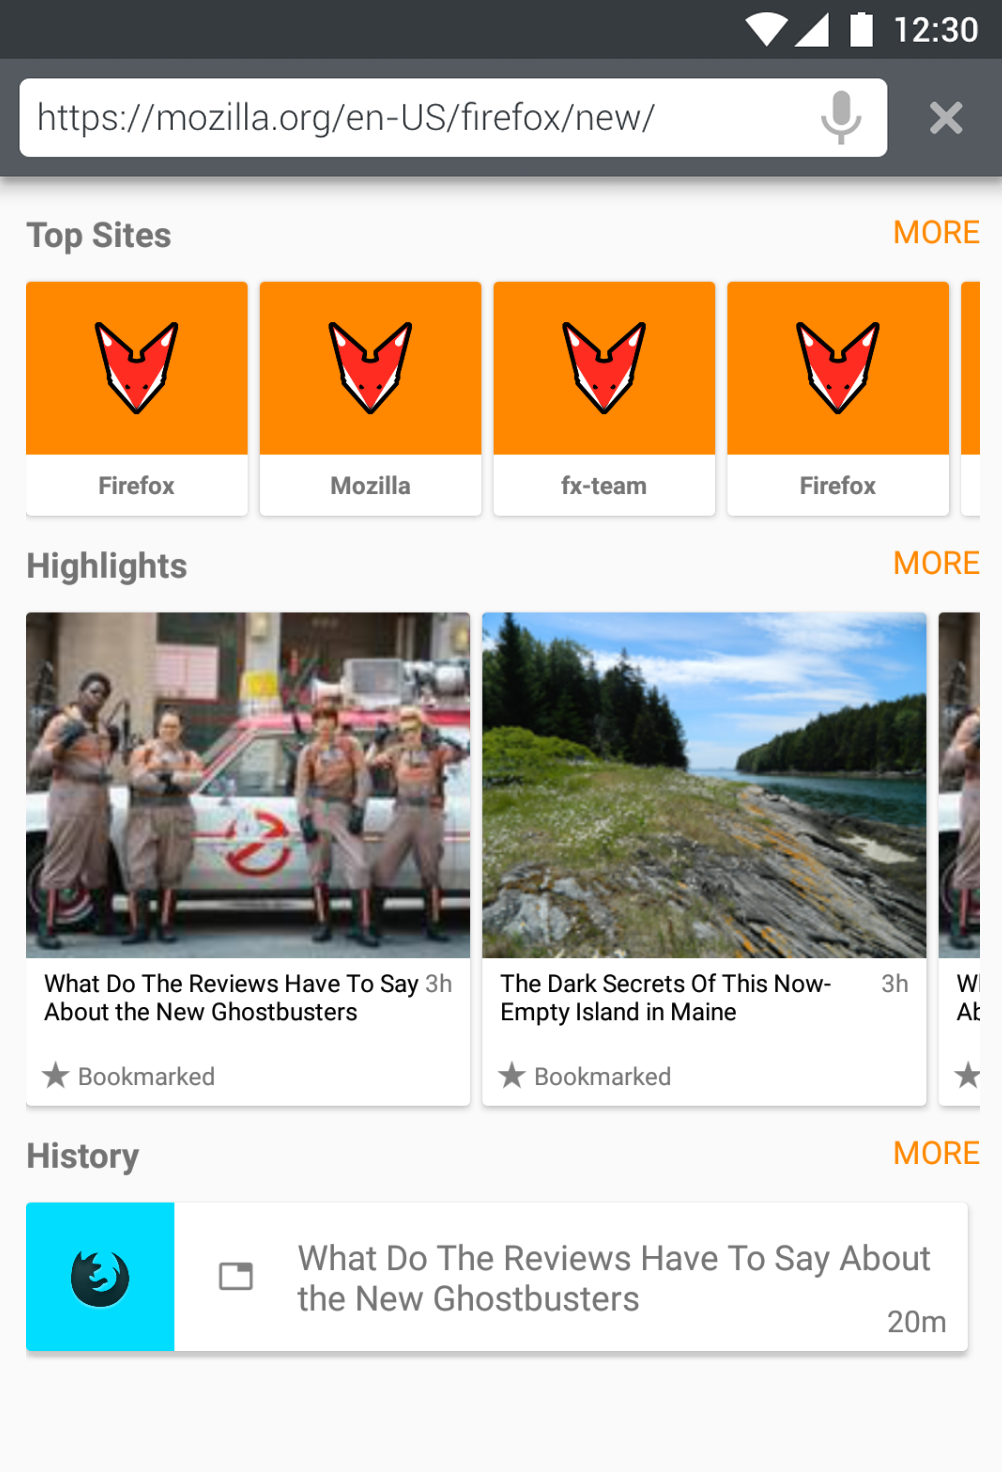 12:30
https://mozilla.org/en-US/firefox/new/
Top Sites
MORE
Firefox
Mozilla
fx-team
Firefox
Highlights
MORE
What Do The Reviews Have To Say
About the New Ghostbusters
3h
Bookmarked
The Dark Secrets Of This Now-
Empty Island in Maine
3h
Bookmarked
W
Ab
History
MORE
What Do The Reviews Have To Say About
the New Ghostbusters
20m